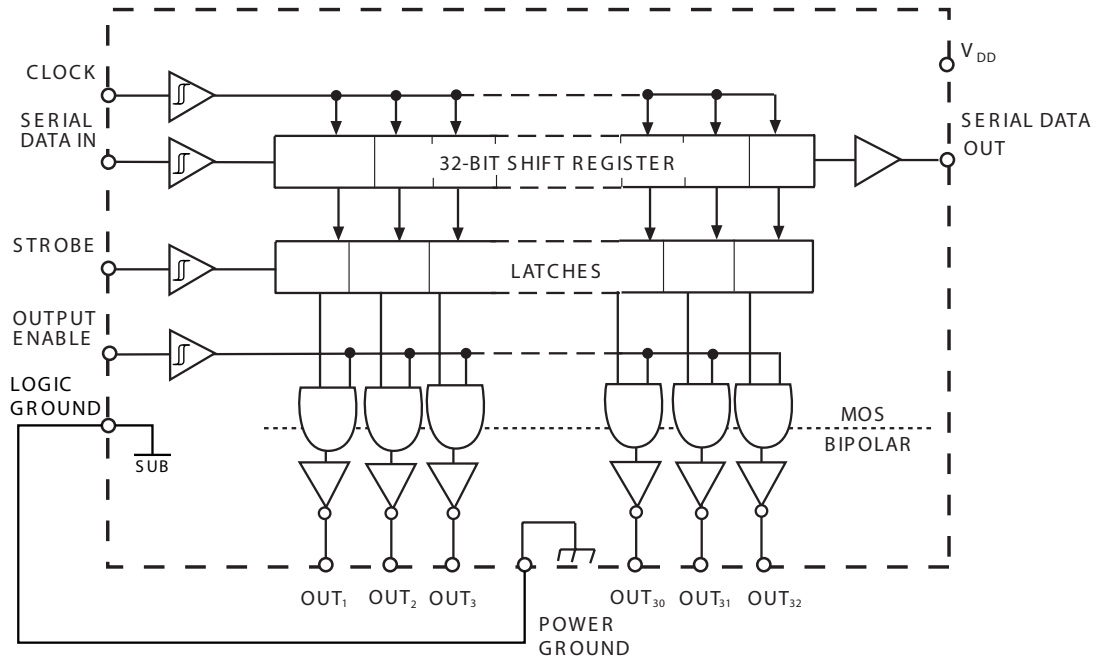 CLOCK
V DD
SERIAL
DATA IN
SERIAL DATA
OUT
32-BIT SHIFT REGISTER
STROBE
LATCHES
OUTPUT
ENABLE
LOGIC
GROUND
SUB
MOS
BIPOLAR
OUT1
OUT2
OUT3
OUT30
OUT31
OUT32
POWER
GROUND